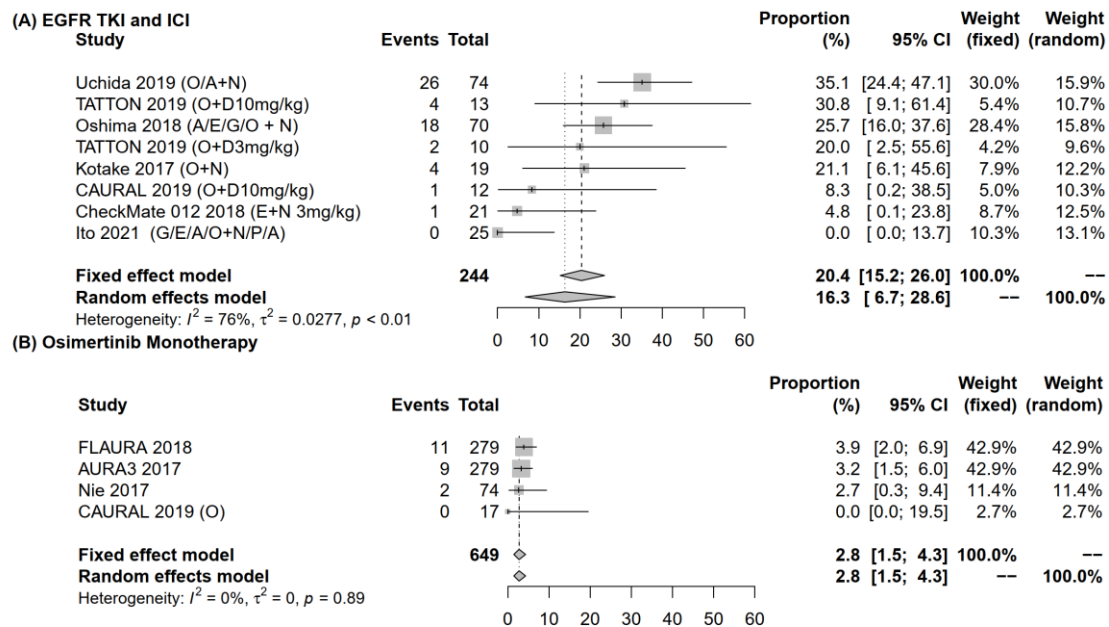 (A) EGFR TKI and ICI Proportion Weight Weight
Study Events Total (%) 95% CI (fixed) (random)
Uchida 2019 (O/A+N) 26 74 35.1 [24.4; 47.1] 30.0% 15.9%
TATTON 2019 (O+D10mg/kg) 4 13 30.8 [ 9.1; 61.4] 5.4% 10.7%
Oshima 2018 (A/E/G/O + N) 18 70 25.7 [16.0; 37.6] 28.4% 15.8%
TATTON 2019 (O+D3mg/kg) 2 10 20.0 [ 2.5; 55.6] 4.2% 9.6%
Kotake 2017 (O+N) 4 19 21.1 [ 6.1; 45.6] 7.9% 12.2%
CAURAL 2019 (O+D10mg/kg) 1 12 8.3 [ 0.2; 38.5] 5.0% 10.3%
CheckMate 012 2018 (E+N 3mg/kg) 1 21 4.8 [ 0.1; 23.8] 8.7% 12.5%
Ito 2021 (G/E/A/O+N/P/A) 0 25 0.0 [ 0.0; 13.7] 10.3% 13.1%
Fixed effect model 244 20.4 [15.2; 26.0] 100.0% −−
Random effects model 16.3 [ 6.7; 28.6] −− 100.0%
Heterogeneity: I² = 76%, τ² = 0.0277, p < 0.01
0 10 20 30 40 50 60
(B) Osimertinib Monotherapy
Proportion Weight Weight
Study Events Total (%) 95% CI (fixed) (random)
FLAURA 2018 11 279 3.9 [2.0; 6.9] 42.9% 42.9%
AURA3 2017 9 279 3.2 [1.5; 6.0] 42.9% 42.9%
Nie 2017 2 74 2.7 [0.3; 9.4] 11.4% 11.4%
CAURAL 2019 (O) 0 17 0.0 [0.0; 19.5] 2.7% 2.7%
Fixed effect model 649 2.8 [1.5; 4.3] 100.0% −−
Random effects model 2.8 [1.5; 4.3] −− 100.0%
Heterogeneity: I² = 0%, τ² = 0, p = 0.89
0 10 20 30 40 50 60